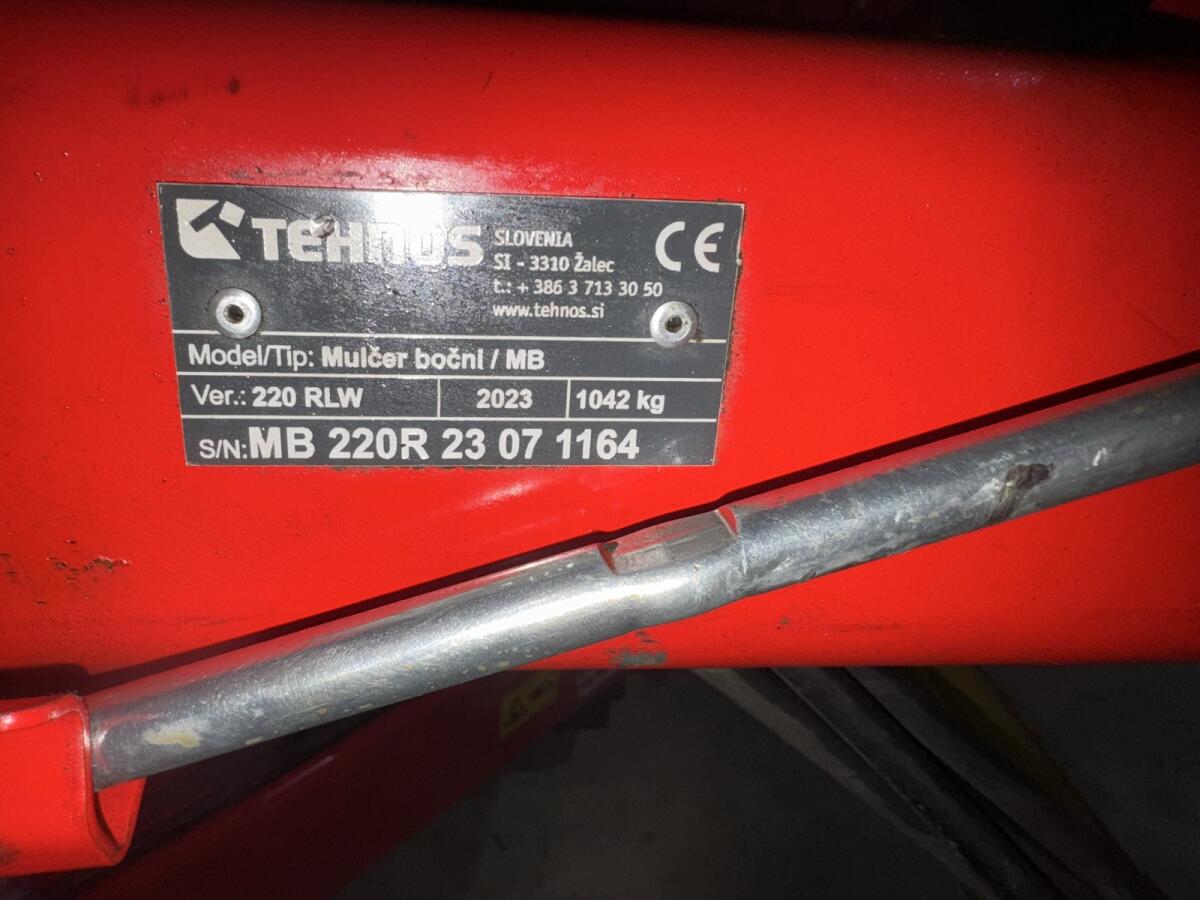 TEHNOS
SLOVENIA
SI - 3310 Žalec
t.: + 386 3 713 30 50
www.tehnos.si
CE
Model/Tip: Mulčer bočni / MB
Ver.: 220 RLW 2023 1042 kg
S/N: MB 220R 23 07 1164